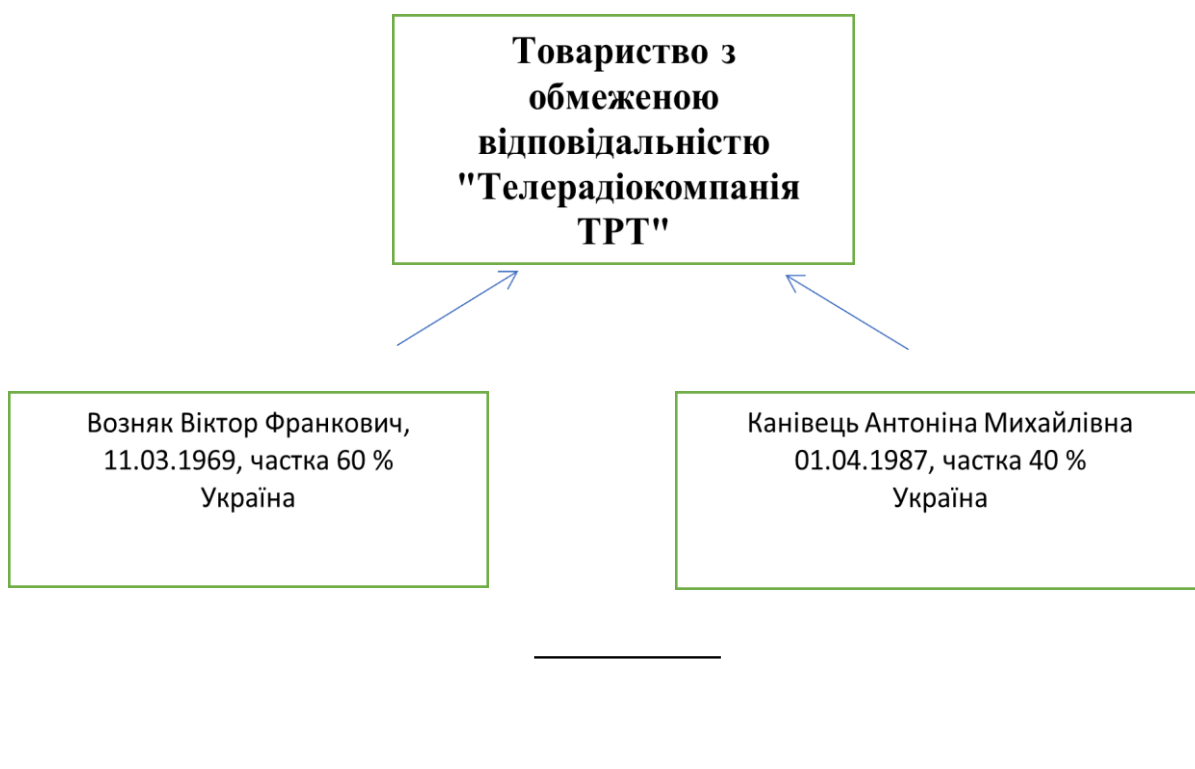 Товариство з
обмеженою
відповідальністю
"Телерадіокомпанія
ТРТ"
Возняк Віктор Франкович,
11.03.1969, частка 60 %
Україна
Канівець Антоніна Михайлівна
01.04.1987, частка 40 %
Україна